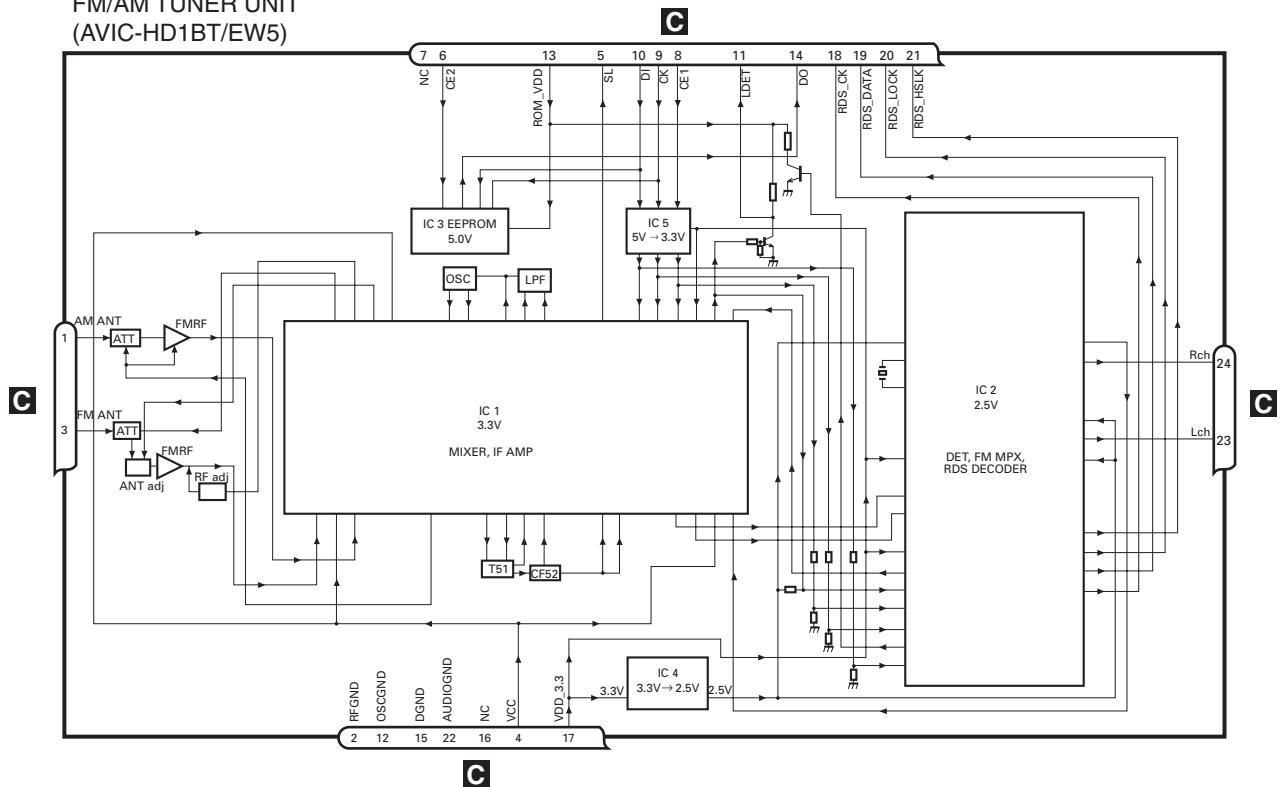 FM/AM TUNER UNIT
(AVIC-HD1BT/EW5)
C
7 6 13 5 10 9 8 11 14 18 19 20 21
NC
CE2
ROM_VDD
SL
DI
CK
CE1
LDET
DO
RDS_CK
RDS_DATA
RDS_LOCK
RDS_HSLK
IC 3 EEPROM
5.0V
IC 5
5V→3.3V
OSC
LPF
AM ANT
1
ATT
FMRF
C
FM ANT
3
ATT
FMRF
ANT adj
RF adj
IC 1
3.3V
MIXER, IF AMP
IC 2
2.5V
DET, FM MPX,
RDS DECODER
Rch
24
C
Lch
23
T51
CF52
IC 4
3.3V→2.5V
3.3V
2.5V
RFGND
OSCGND
DGND
AUDIOGND
NC
VCC
VDD_3.3
2 12 15 22 16 4 17
C